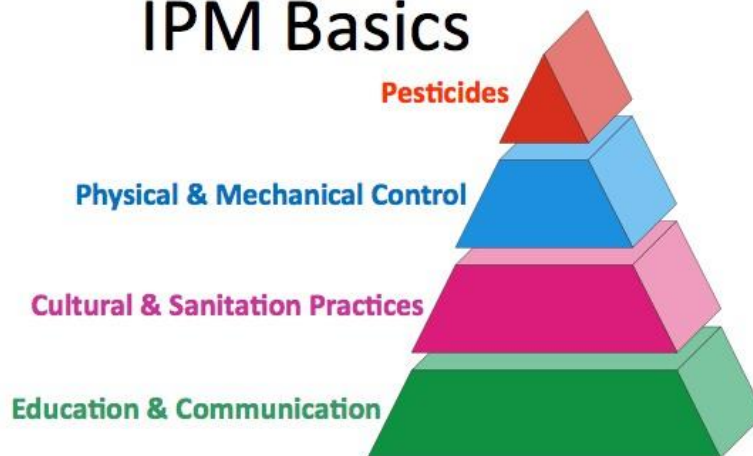 IPM Basics
Pesticides
Physical & Mechanical Control
Cultural & Sanitation Practices
Education & Communication